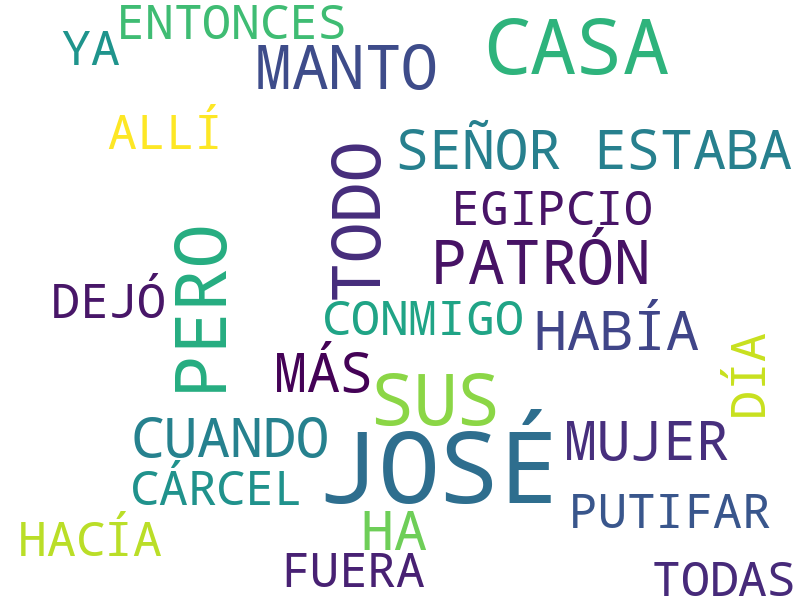 ENTONCES
YA
MANTO
CASA
ALLÍ
SEÑOR ESTABA
TODO
EGIPCIO
PERO
PATRÓN
DEJÓ
CONMIGO
HABÍA
DÍA
MÁS
SUS
CUANDO
JOSÉ
MUJER
CÁRCEL
PUTIFAR
HACÍA
HA
FUERA
TODAS